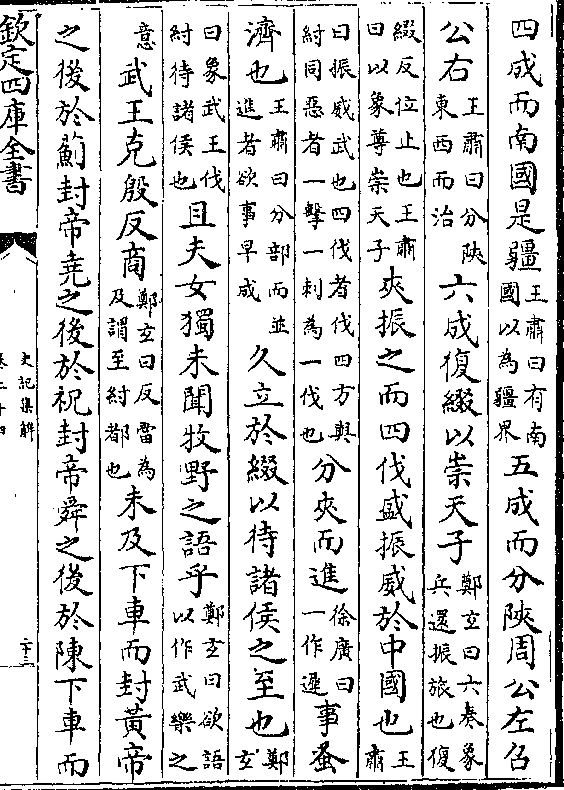 四成而南國是疆王肅曰有南國以為疆界五成而分陝周公左召
公右王肅曰分陝東西而治六成復綴以崇天子鄭玄曰六奏象兵還振旅也復
綴反位止也王肅曰以象尊崇天子夾振之而四伐盛振威於中國也王肅
曰振威武也四伐者伐四方與紂同惡者一擊一刺為一伐也分夾而進徐廣曰一作遲事蚤
濟也王肅曰分部而並進者欲事早成久立於綴以待諸侯之至也鄭玄
曰象武王伐紂待諸侯也且夫女獨未聞牧野之語乎鄭玄曰欲語以作武樂之
意武王克殷反商鄭玄曰反當為及謂至紂都也未及下車而封黃帝
之後於薊封帝堯之後於祝封帝舜之後於陳下車而
欽定四庫全書
史記集解
卷二十四
二十三